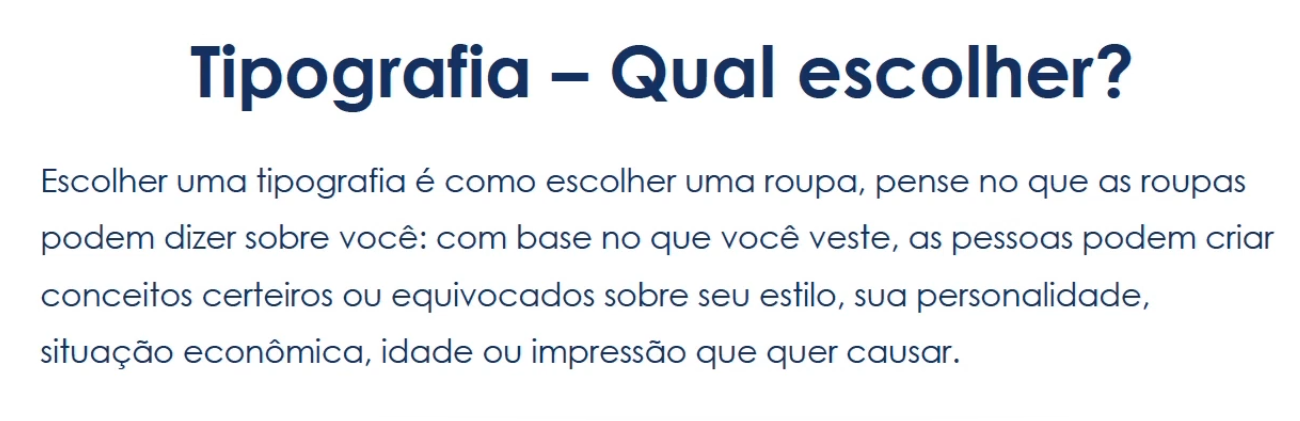 Tipografia – Qual escolher?
Escolher uma tipografia é como escolher uma roupa, pense no que as roupas
podem dizer sobre você: com base no que você veste, as pessoas podem criar
conceitos certeiros ou equivocados sobre seu estilo, sua personalidade,
situação econômica, idade ou impressão que quer causar.